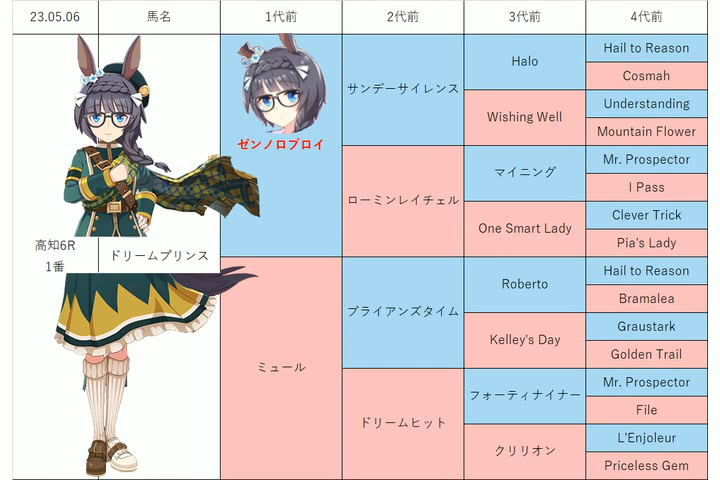 23.05.06
馬名
1代前
2代前
3代前
4代前
高知6R
1番
ドリームプリンス
ゼンノロブロイ
ミュール
サンデーサイレンス
ローミンレイチェル
ブライアンズタイム
ドリームヒット
Halo
Wishing Well
マイニング
One Smart Lady
Roberto
Kelley's Day
フォーティナイナー
クリリオン
Hail to Reason
Cosmah
Understanding
Mountain Flower
Mr. Prospector
I Pass
Clever Trick
Pia's Lady
Hail to Reason
Bramalea
Graustark
Golden Trail
Mr. Prospector
File
L'Enjoleur
Priceless Gem